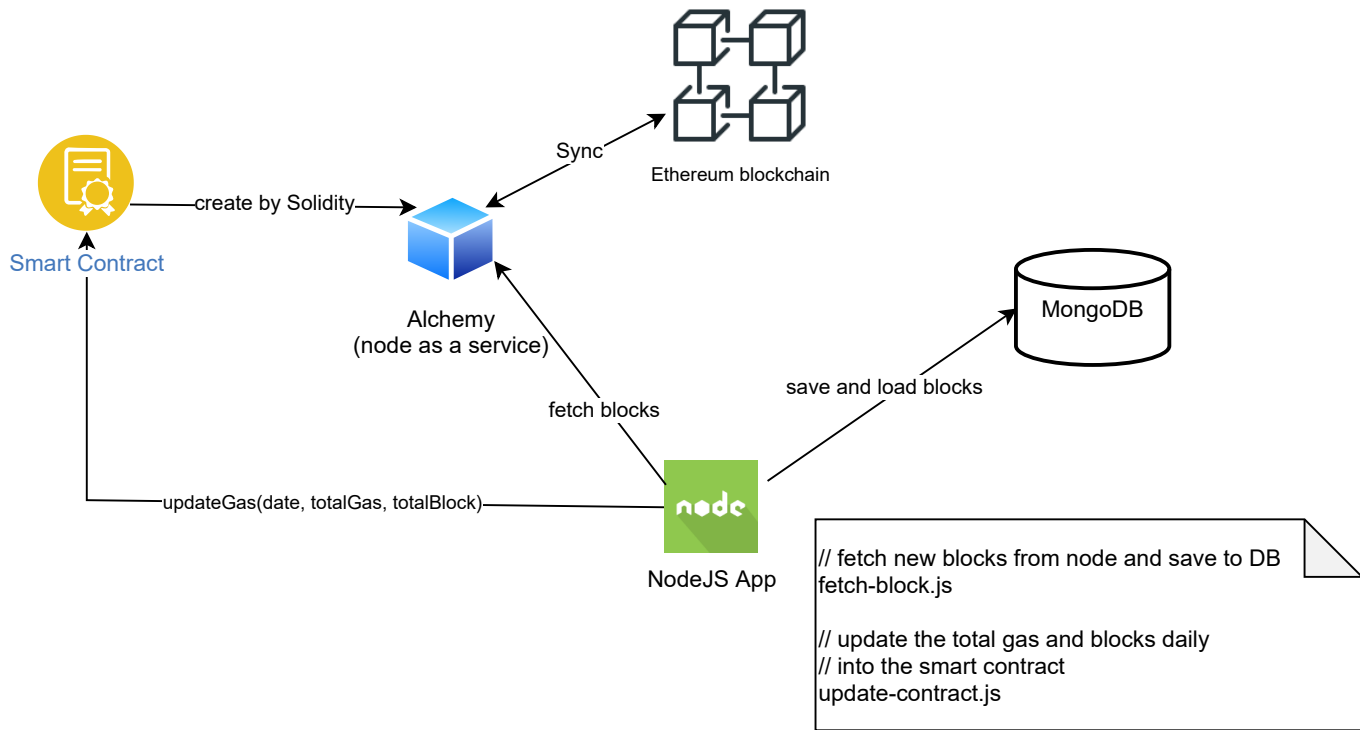 Ethereum blockchain
Sync
create by Solidity
Smart Contract
Alchemy
(node as a service)
MongoDB
save and load blocks
fetch blocks
updateGas(date, totalGas, totalBlock)
node
NodeJS App
// fetch new blocks from node and save to DB
fetch-block.js
// update the total gas and blocks daily
// into the smart contract
update-contract.js